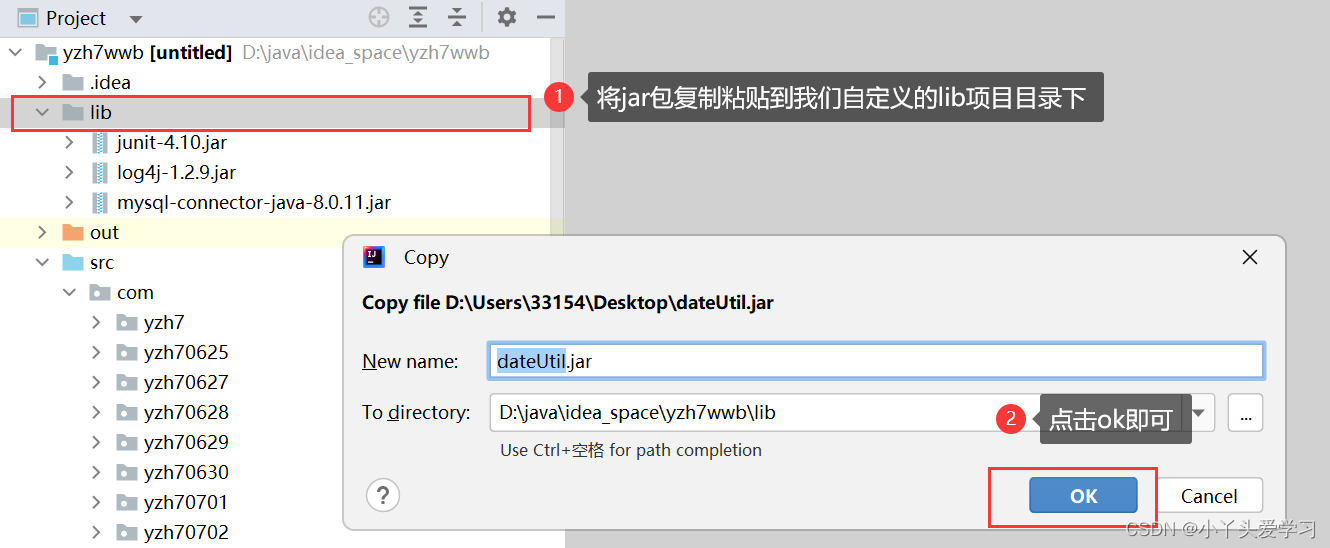 Project
yzh7wwb [untitled] D:\java\idea_space\yzh7wwb
.idea
lib
1 将jar包复制粘贴到我们自定义的lib项目目录下
junit-4.10.jar
log4j-1.2.9.jar
mysql-connector-java-8.0.11.jar
out
src
com
yzh7
yzh70625
yzh70627
yzh70628
yzh70629
yzh70630
yzh70701
yzh70702
IJ Copy
Copy file D:\Users\33154\Desktop\dateUtil.jar
New name: dateUtil.jar
To directory: D:\java\idea_space\yzh7wwb\lib ...
2 点击ok即可
Use Ctrl+空格 for path completion
? OK Cancel
CSDN @小丫头爱学习